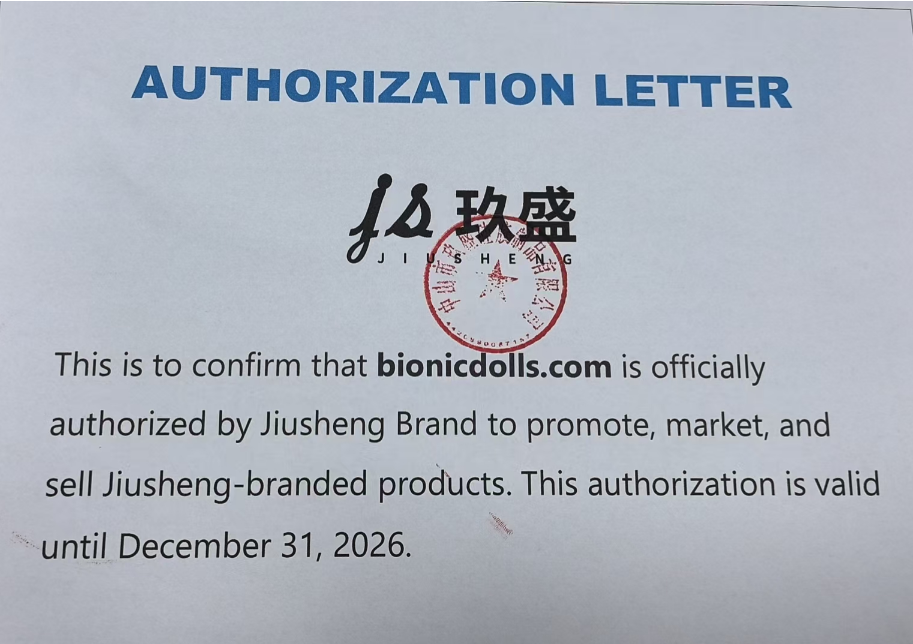 AUTHORIZATION LETTER
js 玖盛
JIUSHENG
This is to confirm that bionicdolls.com is officially
authorized by Jiusheng Brand to promote, market, and
sell Jiusheng-branded products. This authorization is valid
until December 31, 2026.